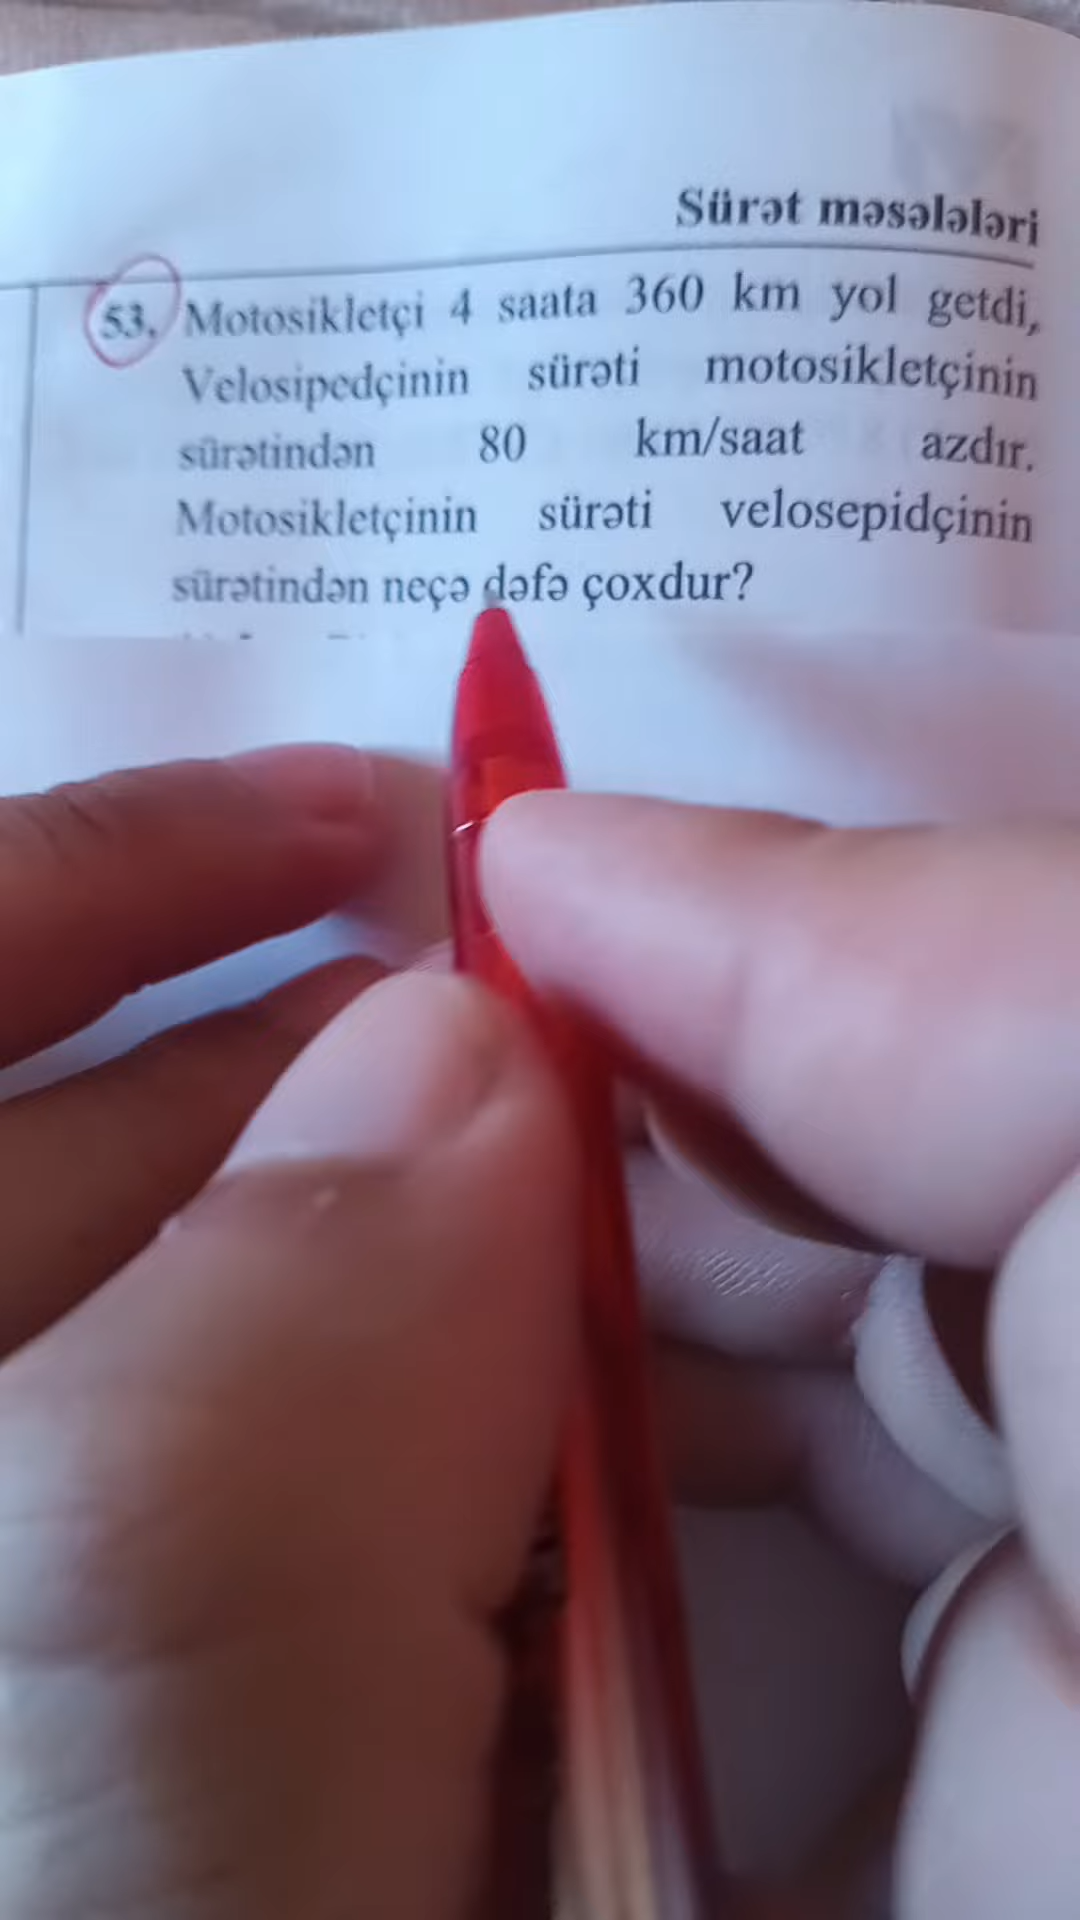 Sürət məsələləri
53. Motosikletçi 4 saata 360 km yol getdi,
Velosipedçinin sürəti motosikletçinin
sürətindən 80 km/saat azdır.
Motosikletçinin sürəti velosepidçinin
sürətindən neçə dəfə çoxdur?